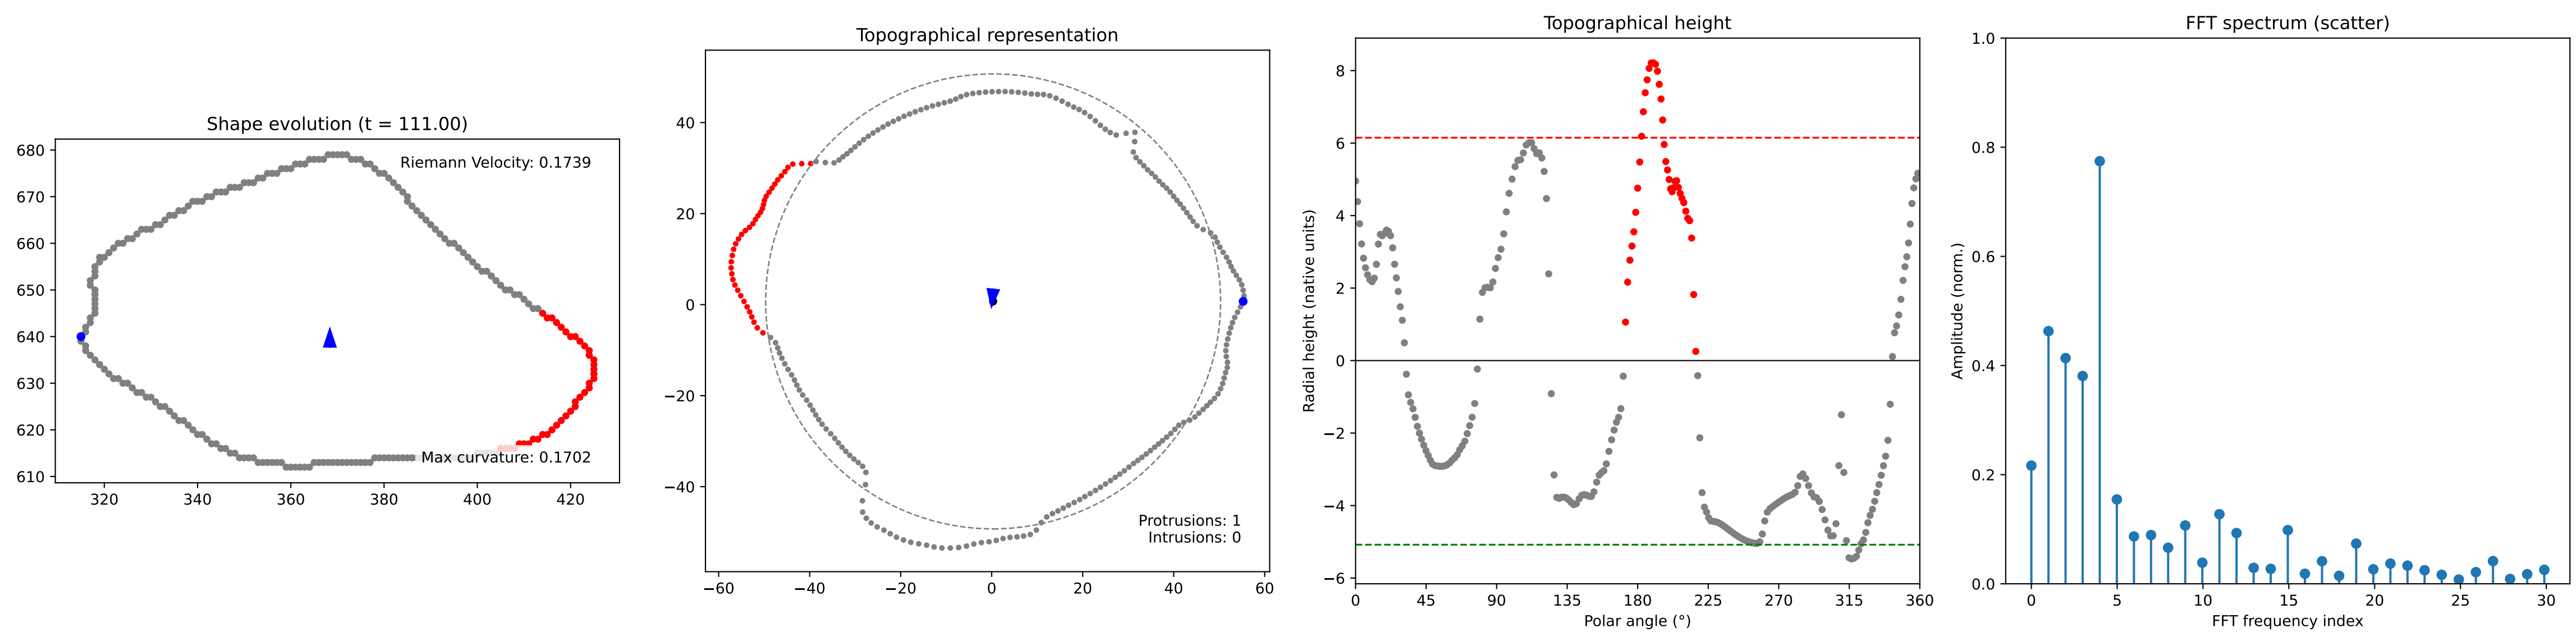 Shape evolution (t = 111.00)
Riemann Velocity: 0.1739
Max curvature: 0.1702
680
670
660
650
640
630
620
610
320 340 360 380 400 420
Topographical representation
40
20
0
−20
−40
−60 −40 −20 0 20 40 60
Protrusions: 1
Intrusions: 0
Topographical height
Radial height (native units)
8
6
4
2
0
−2
−4
−6
0 45 90 135 180 225 270 315 360
Polar angle (°)
FFT spectrum (scatter)
Amplitude (norm.)
1.0
0.8
0.6
0.4
0.2
0.0
0 5 10 15 20 25 30
FFT frequency index